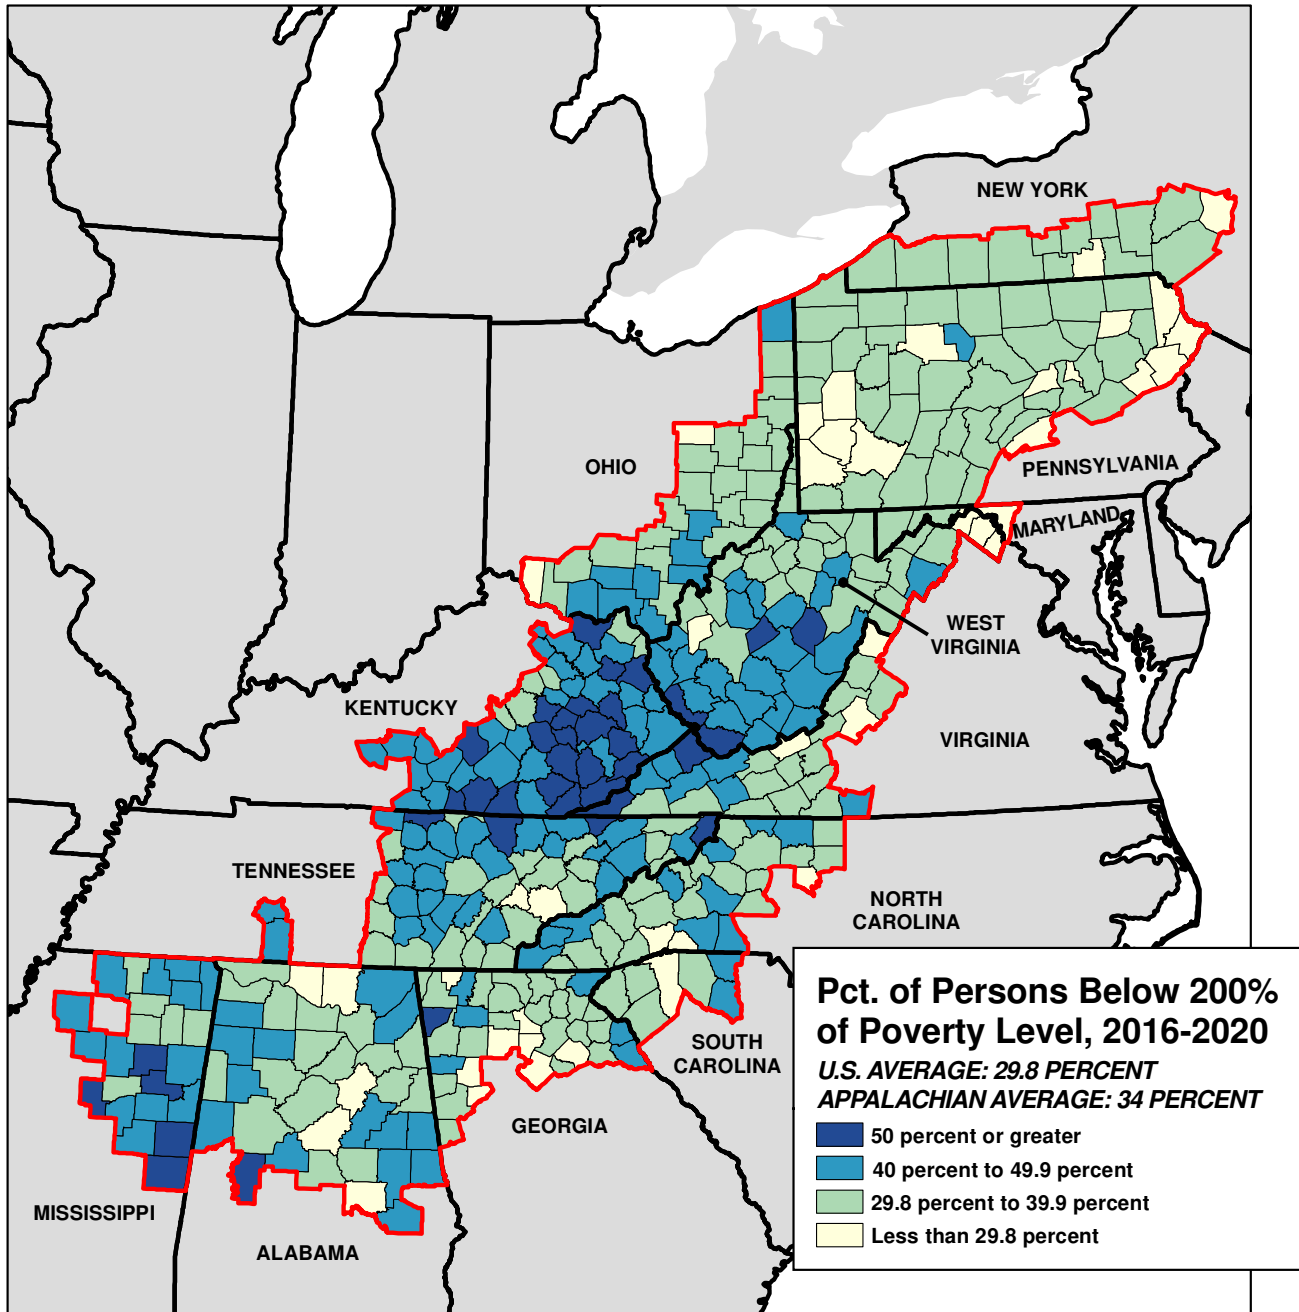 NEW YORK
OHIO
PENNSYLVANIA
MARYLAND
WEST
VIRGINIA
KENTUCKY
VIRGINIA
TENNESSEE
NORTH
CAROLINA
SOUTH
CAROLINA
GEORGIA
MISSISSIPPI
ALABAMA
Pct. of Persons Below 200%
of Poverty Level, 2016-2020
U.S. AVERAGE: 29.8 PERCENT
APPALACHIAN AVERAGE: 34 PERCENT
50 percent or greater
40 percent to 49.9 percent
29.8 percent to 39.9 percent
Less than 29.8 percent